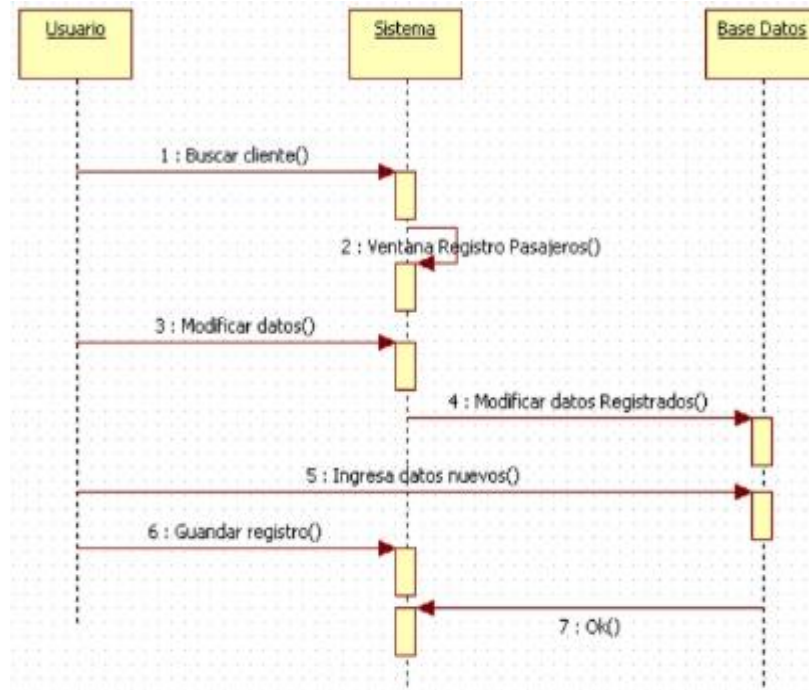 Usuario
Sistema
Base Datos
1 : Buscar cliente()
2 : Ventana Registro Pasajeros()
3 : Modificar datos()
4 : Modificar datos Registrados()
5 : Ingresa datos nuevos()
6 : Guandar registro()
7 : Ok()